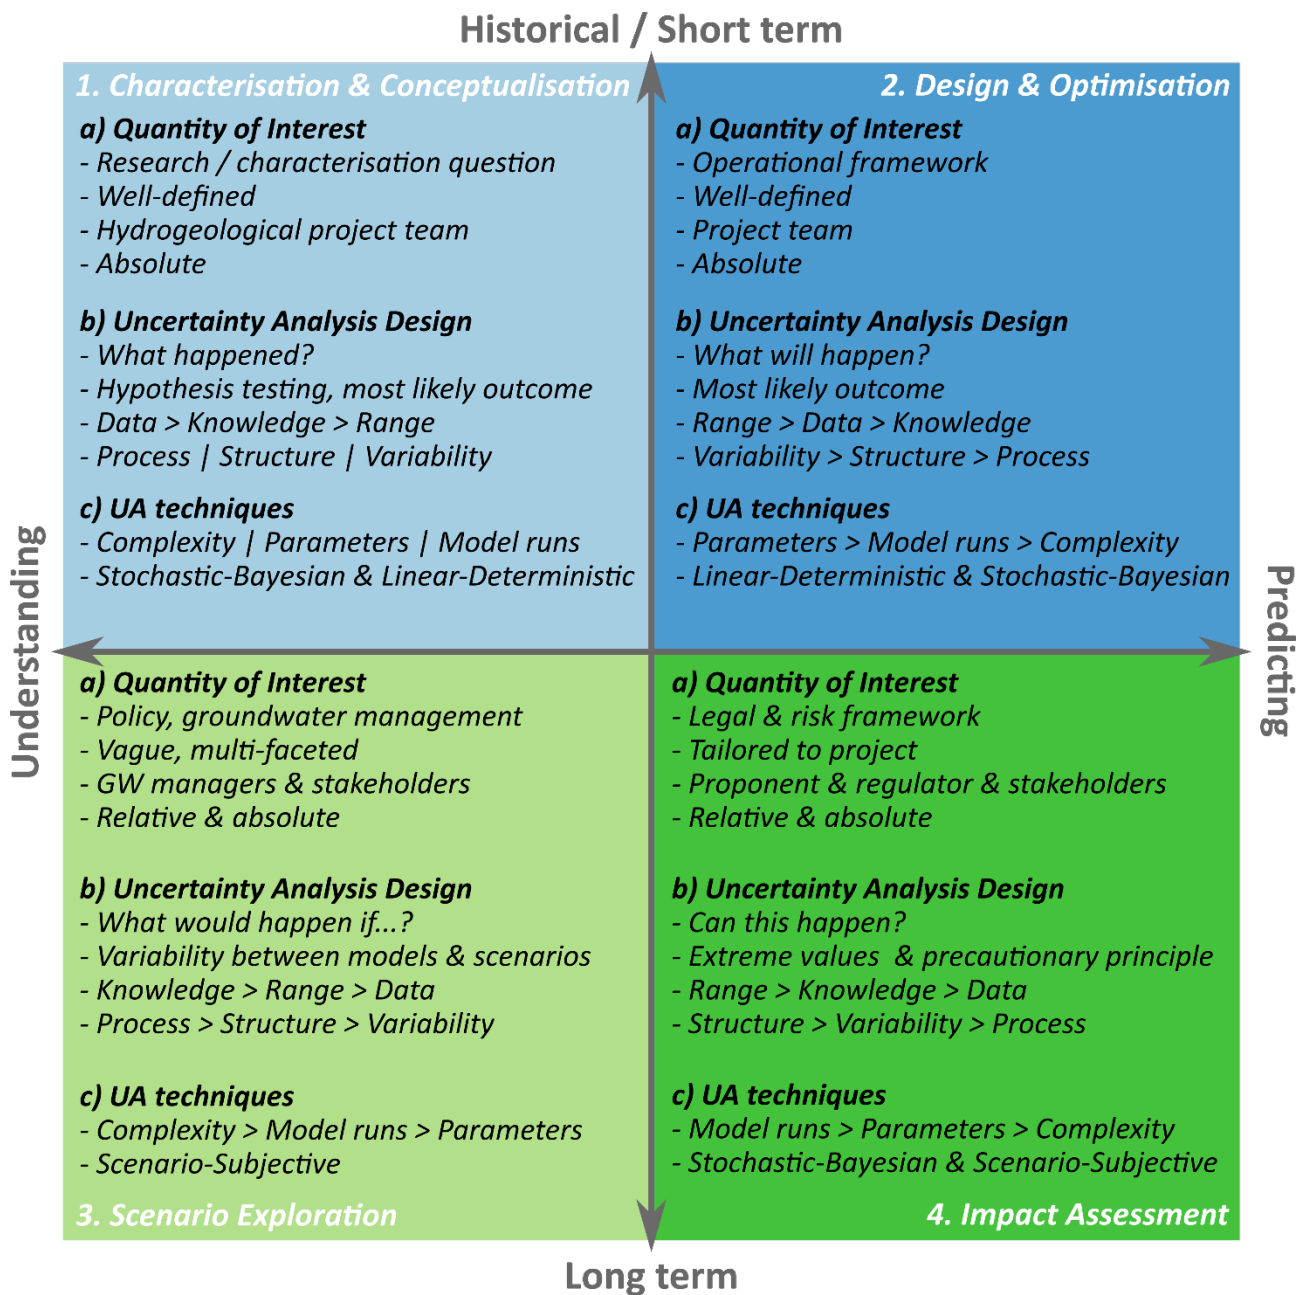 Historical / Short term
1. Characterisation & Conceptualisation
a) Quantity of Interest
- Research / characterisation question
- Well-defined
- Hydrogeological project team
- Absolute
b) Uncertainty Analysis Design
- What happened?
- Hypothesis testing, most likely outcome
- Data > Knowledge > Range
- Process | Structure | Variability
c) UA techniques
- Complexity | Parameters | Model runs
- Stochastic-Bayesian & Linear-Deterministic
2. Design & Optimisation
a) Quantity of Interest
- Operational framework
- Well-defined
- Project team
- Absolute
b) Uncertainty Analysis Design
- What will happen?
- Most likely outcome
- Range > Data > Knowledge
- Variability > Structure > Process
c) UA techniques
- Parameters > Model runs > Complexity
- Linear-Deterministic & Stochastic-Bayesian
Understanding
Predicting
a) Quantity of Interest
- Policy, groundwater management
- Vague, multi-faceted
- GW managers & stakeholders
- Relative & absolute
b) Uncertainty Analysis Design
- What would happen if...?
- Variability between models & scenarios
- Knowledge > Range > Data
- Process > Structure > Variability
c) UA techniques
- Complexity > Model runs > Parameters
- Scenario-Subjective
3. Scenario Exploration
a) Quantity of Interest
- Legal & risk framework
- Tailored to project
- Proponent & regulator & stakeholders
- Relative & absolute
b) Uncertainty Analysis Design
- Can this happen?
- Extreme values & precautionary principle
- Range > Knowledge > Data
- Structure > Variability > Process
c) UA techniques
- Model runs > Parameters > Complexity
- Stochastic-Bayesian & Scenario-Subjective
4. Impact Assessment
Long term